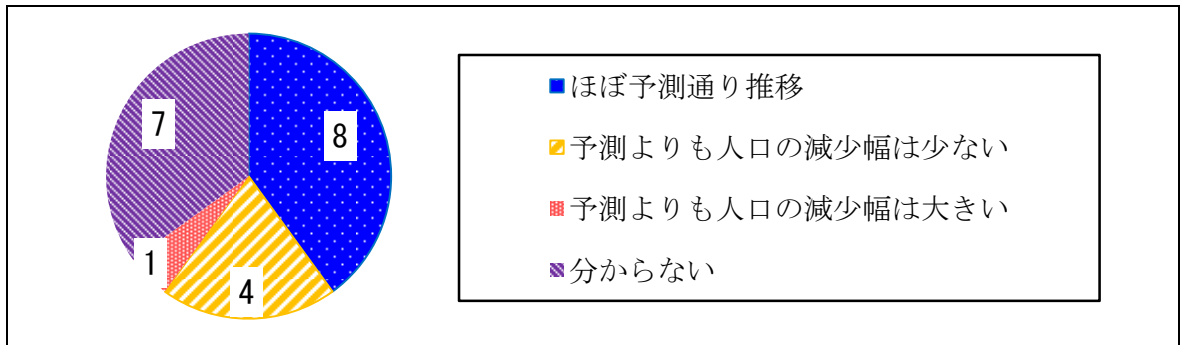 7
8
1
4
ほぼ予測通り推移
予測よりも人口の減少幅は少ない
予測よりも人口の減少幅は大きい
分からない